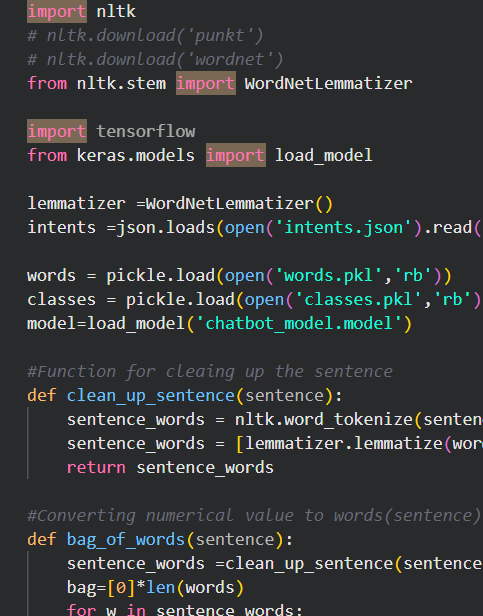 import nltk
# nltk.download('punkt')
# nltk.download('wordnet')
from nltk.stem import WordNetLemmatizer
import tensorflow
from keras.models import load_model
lemmatizer =WordNetLemmatizer()
intents =json.loads(open('intents.json').read(
words = pickle.load(open('words.pkl','rb'))
classes = pickle.load(open('classes.pkl','rb')
model=load_model('chatbot_model.model')
#Function for cleaing up the sentence
def clean_up_sentence(sentence):
sentence_words = nltk.word_tokenize(senten
sentence_words = [lemmatizer.lemmatize(wor
return sentence_words
#Converting numerical value to words(sentence)
def bag_of_words(sentence):
sentence_words =clean_up_sentence(sentence
bag=[0]*len(words)
for w in sentence_words: